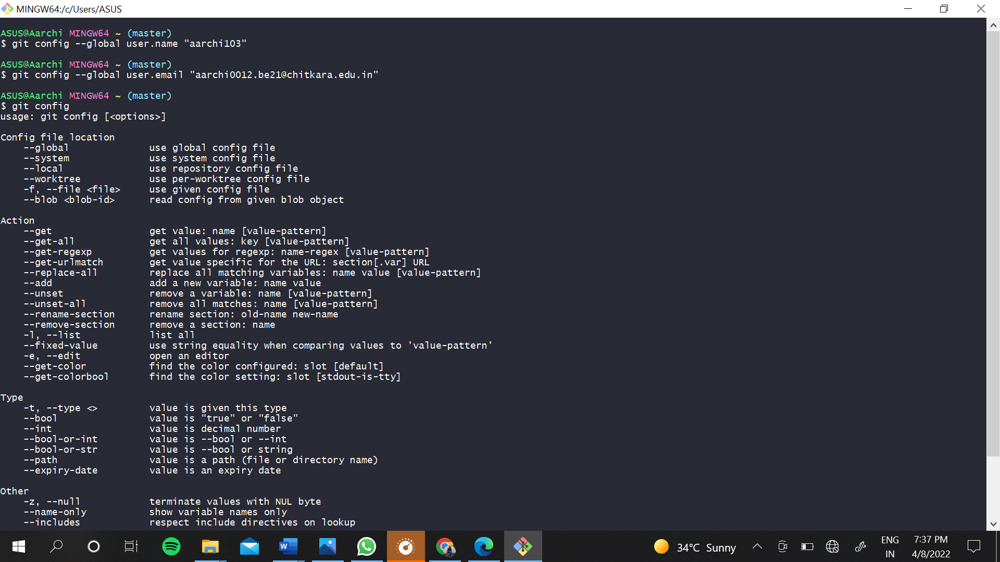 MINGW64:/c/Users/ASUS
ASUS@Aarchi MINGW64 ~ (master)
$ git config --global user.name "aarchi103"
ASUS@Aarchi MINGW64 ~ (master)
$ git config --global user.email "aarchi0012.be21@chitkara.edu.in"
ASUS@Aarchi MINGW64 ~ (master)
$ git config
usage: git config [<options>]
Config file location
    --global              use global config file
    --system              use system config file
    --local               use repository config file
    --worktree            use per-worktree config file
    -f, --file <file>     use given config file
    --blob <blob-id>      read config from given blob object
Action
    --get                 get value: name [value-pattern]
    --get-all             get all values: key [value-pattern]
    --get-regexp          get values for regexp: name-regex [value-pattern]
    --get-urlmatch        get value specific for the URL: section[.var] URL
    --replace-all         replace all matching variables: name value [value-pattern]
    --add                 add a new variable: name value
    --unset               remove a variable: name [value-pattern]
    --unset-all           remove all matches: name [value-pattern]
    --rename-section      rename section: old-name new-name
    --remove-section      remove a section: name
    -l, --list            list all
    --fixed-value         use string equality when comparing values to 'value-pattern'
    -e, --edit            open an editor
    --get-color           find the color configured: slot [default]
    --get-colorbool       find the color setting: slot [stdout-is-tty]
Type
    -t, --type <>         value is given this type
    --bool                value is "true" or "false"
    --int                 value is decimal number
    --bool-or-int         value is --bool or --int
    --bool-or-str         value is --bool or string
    --path                value is a path (file or directory name)
    --expiry-date         value is an expiry date
Other
    -z, --null            terminate values with NUL byte
    --name-only           show variable names only
    --includes            respect include directives on lookup
W
34°C Sunny
ENG
IN
7:37 PM
4/8/2022